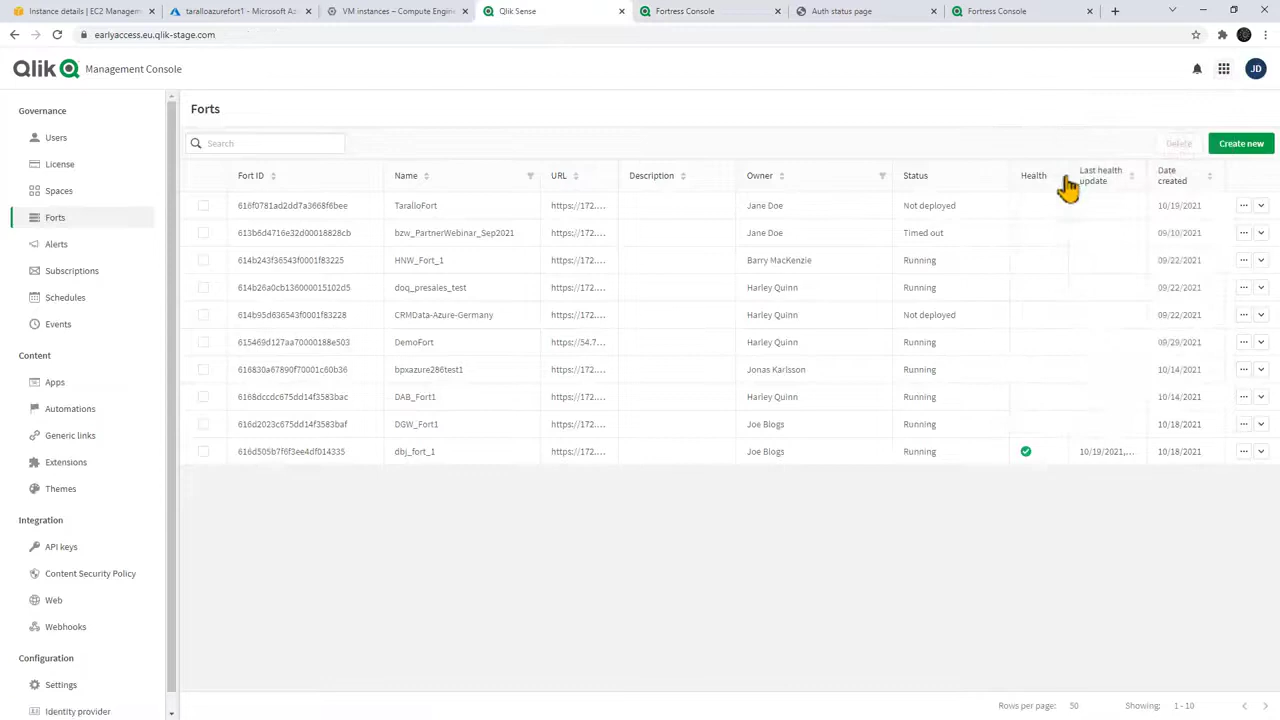 Instance details | EC2 Managem
taralloazurefort1 - Microsoft Az
VM instances – Compute Engine
Qlik Sense
Fortress Console
Auth status page
Fortress Console
earlyaccess.eu.qlik-stage.com
Qlik Management Console
JD
Governance
Users
License
Spaces
Forts
Alerts
Subscriptions
Schedules
Events
Content
Apps
Automations
Generic links
Extensions
Themes
Integration
API keys
Content Security Policy
Web
Webhooks
Configuration
Settings
Identity provider
Forts
Search
Delete
Create new
Fort ID Name URL Description Owner Status Health Last health update Date created
616f0781ad2dd7a3668f6bee TaralloFort https://172.... Jane Doe Not deployed 10/19/2021 ...
613b6d4716e32d00018828cb bzw_PartnerWebinar_Sep2021 https://172.... Jane Doe Timed out 09/10/2021 ...
614b243f36543f0001f83225 HNW_Fort_1 https://172.... Barry MacKenzie Running 09/22/2021 ...
614b26a0cb136000015102d5 doq_presales_test https://172.... Harley Quinn Running 09/22/2021 ...
614b95d636543f0001f83228 CRMData-Azure-Germany https://172.... Harley Quinn Not deployed 09/22/2021 ...
615469d127aa70000188e503 DemoFort https://54.7... Harley Quinn Running 09/29/2021 ...
616830a67890f70001c60b36 bpxazure286test1 https://172.... Jonas Karlsson Running 10/14/2021 ...
6168dccdc675dd14f3583bac DAB_Fort1 https://172.... Harley Quinn Running 10/14/2021 ...
616d2023c675dd14f3583baf DGW_Fort1 https://172.... Joe Blogs Running 10/18/2021 ...
616d505b7f6f3ee4df014335 dbj_fort_1 https://172.... Joe Blogs Running 10/19/2021,... 10/18/2021 ...
Rows per page: 50 Showing: 1 - 10